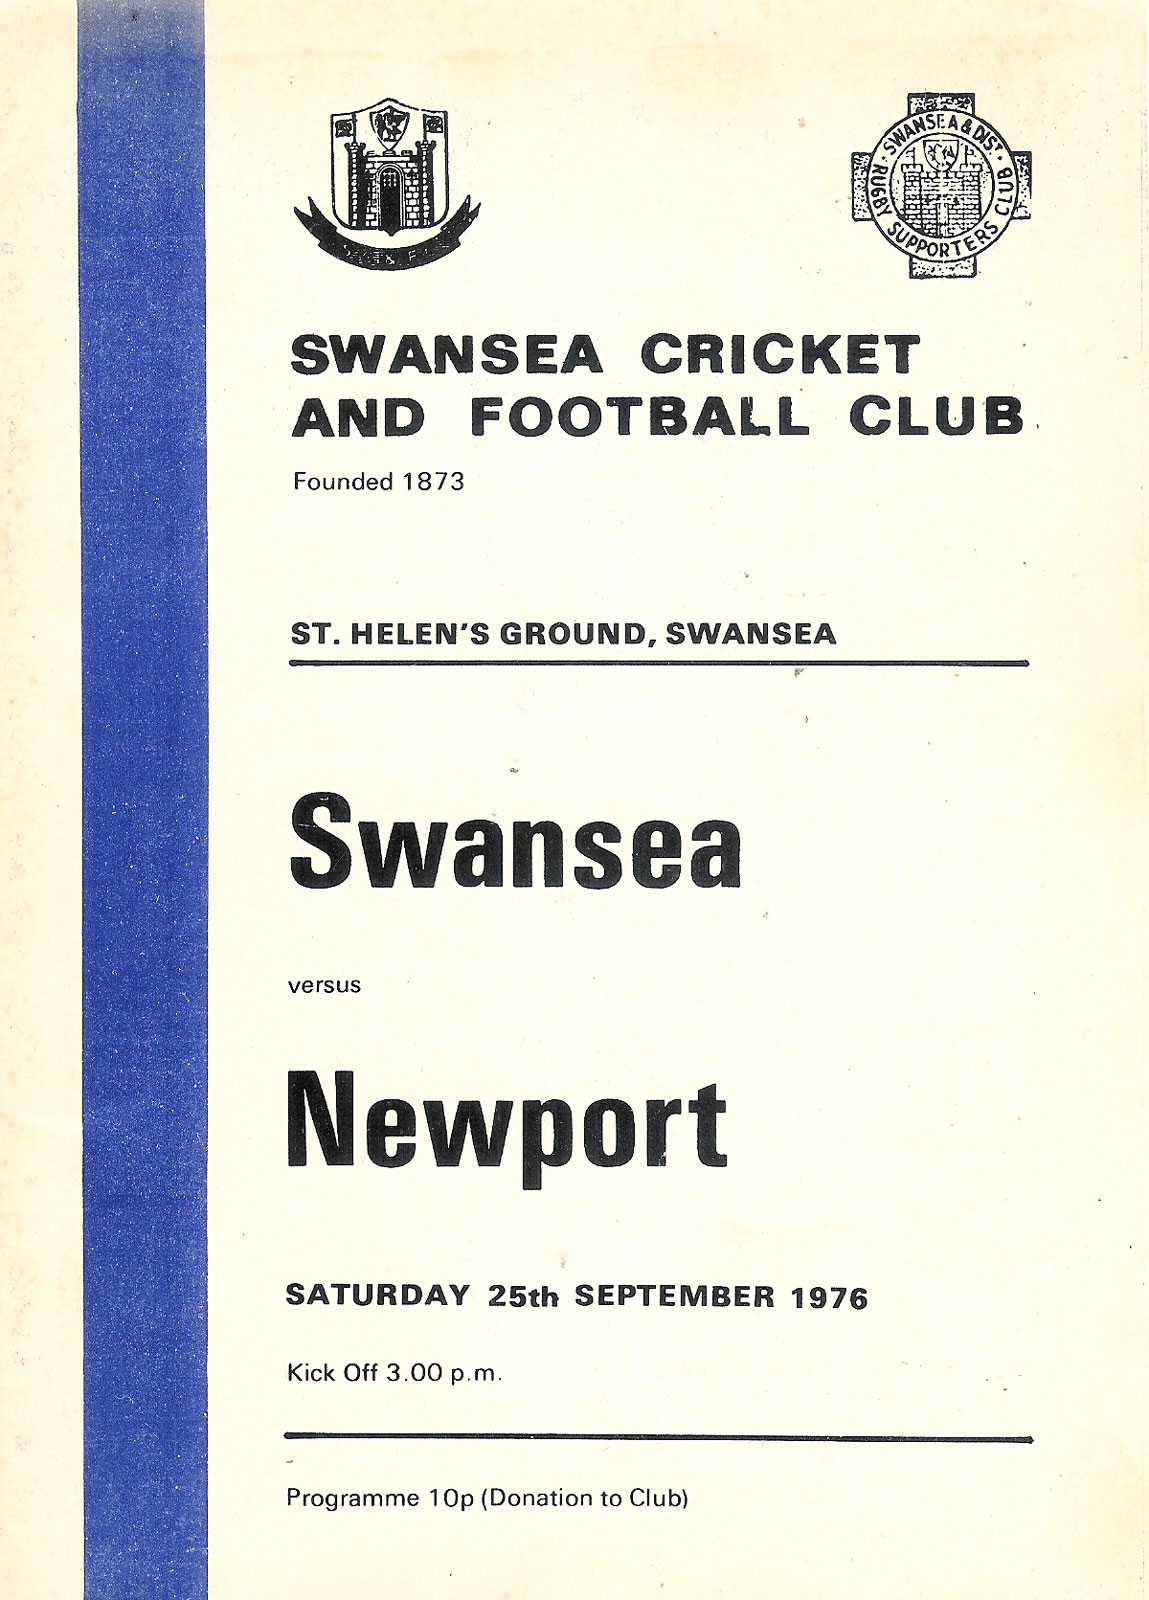 SWANSEA & DIST.
RUGBY SUPPORTERS CLUB
SWANSEA CRICKET
AND FOOTBALL CLUB
Founded 1873
ST. HELEN'S GROUND, SWANSEA
Swansea
versus
Newport
SATURDAY 25th SEPTEMBER 1976
Kick Off 3.00 p.m.
Programme 10p (Donation to Club)